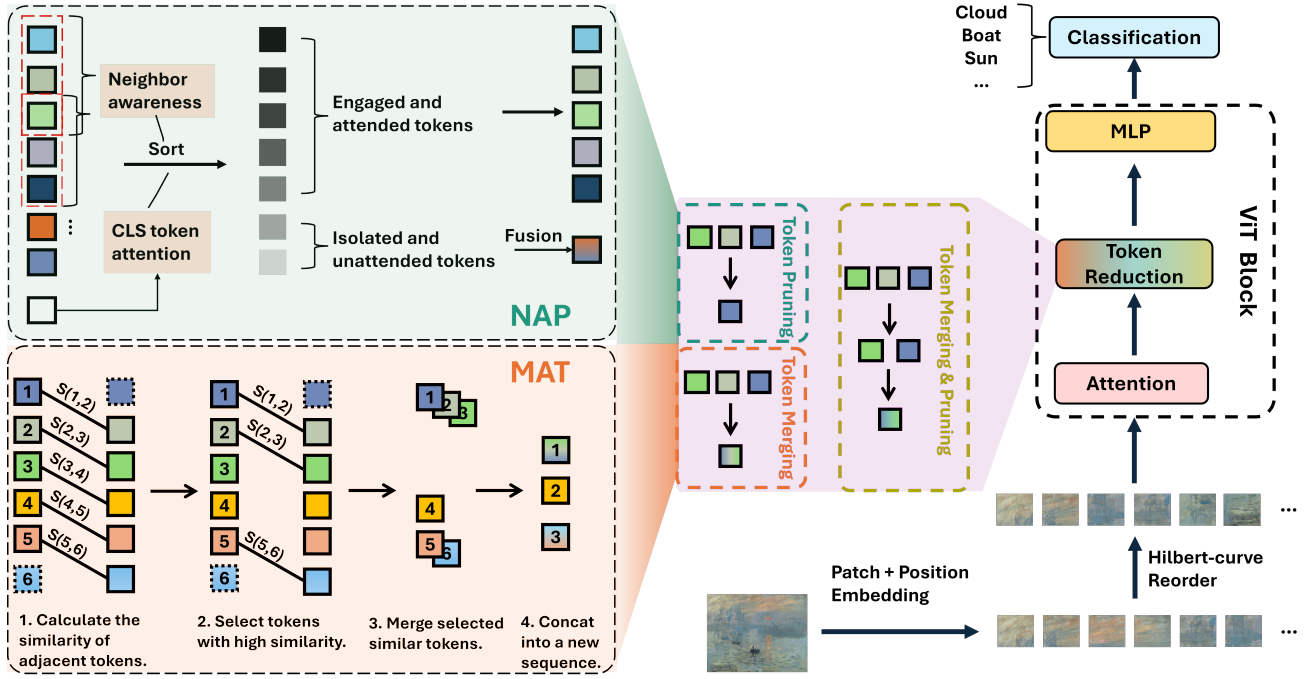 Neighbor
awareness
Sort
CLS token
attention
Engaged and
attended tokens
Isolated and
unattended tokens
Fusion
NAP
MAT
1
2
3
4
5
6
S(1,2)
S(2,3)
S(3,4)
S(4,5)
S(5,6)
1. Calculate the
similarity of
adjacent tokens.
1
2
3
4
5
6
S(1,2)
S(2,3)
S(5,6)
2. Select tokens
with high similarity.
1
2
3
4
5
6
3. Merge selected
similar tokens.
1
2
3
4. Concat
into a new
sequence.
Token Pruning
Token Merging
Token Merging & Pruning
Cloud
Boat
Sun
...
Classification
MLP
Token
Reduction
Attention
ViT Block
...
Hilbert-curve
Reorder
Patch + Position
Embedding
...